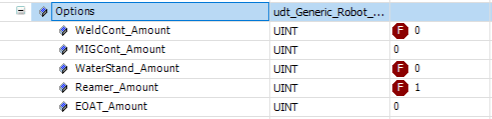 Options udt_Generic_Robot_...
WeldCont_Amount UINT F 0
MIGCont_Amount UINT 0
WaterStand_Amount UINT F 0
Reamer_Amount UINT F 1
EOAT_Amount UINT 0